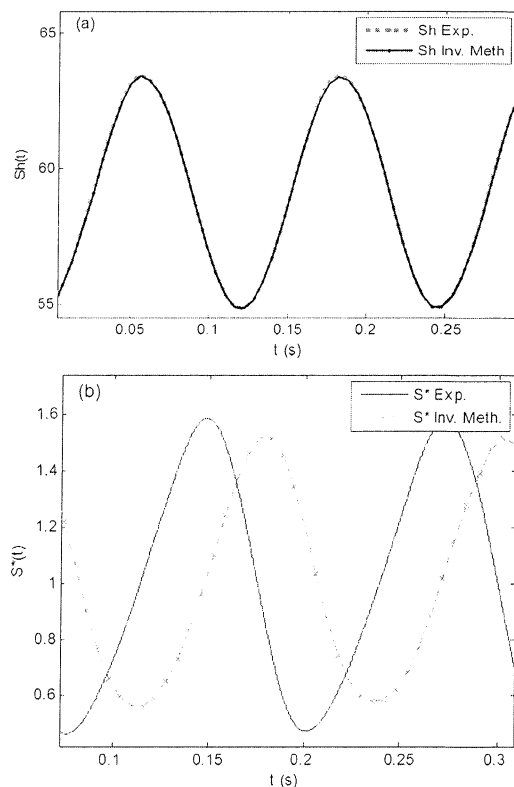 (a)
Sh Exp.
Sh Inv. Meth
65
60
55
Sh(t)
0.05 0.1 0.15 0.2 0.25
t (s)
(b)
S* Exp.
S* Inv. Meth.
1.6
1.4
1.2
1
0.8
0.6
S*(t)
0.1 0.15 0.2 0.25 0.3
t (s)